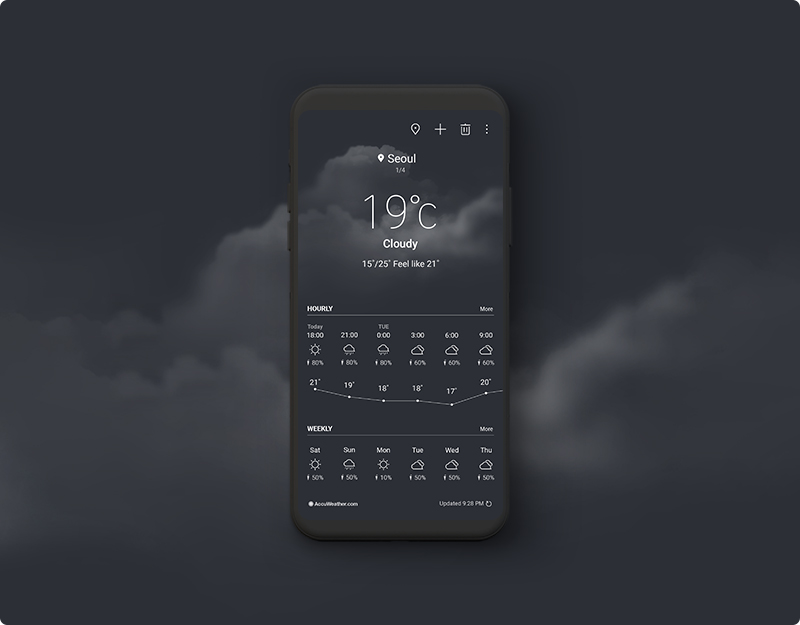 Seoul
1/4
19°c
Cloudy
15°/25° Feel like 21°
HOURLY More
Today TUE
18:00 21:00 0:00 3:00 6:00 9:00
80% 80% 80% 60% 60% 60%
21° 19° 18° 18° 17° 20°
WEEKLY More
Sat Sun Mon Tue Wed Thu
50% 50% 10% 50% 50% 50%
AccuWeather.com Updated 9:28 PM